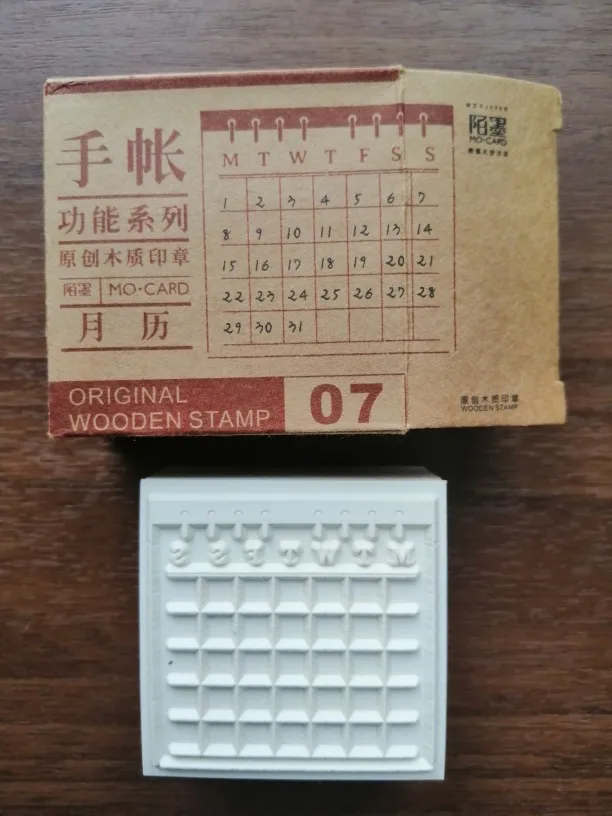 手帐
功能系列
原创木质印章
陌墨 MO·CARD
月历
ORIGINAL
WOODEN STAMP
07
M T W T F S S
1 2 3 4 5 6 7
8 9 10 11 12 13 14
15 16 17 18 19 20 21
22 23 24 25 26 27 28
29 30 31
陌墨
MO-CARD
原创木质印章
WOODEN STAMP
S S F T W T M